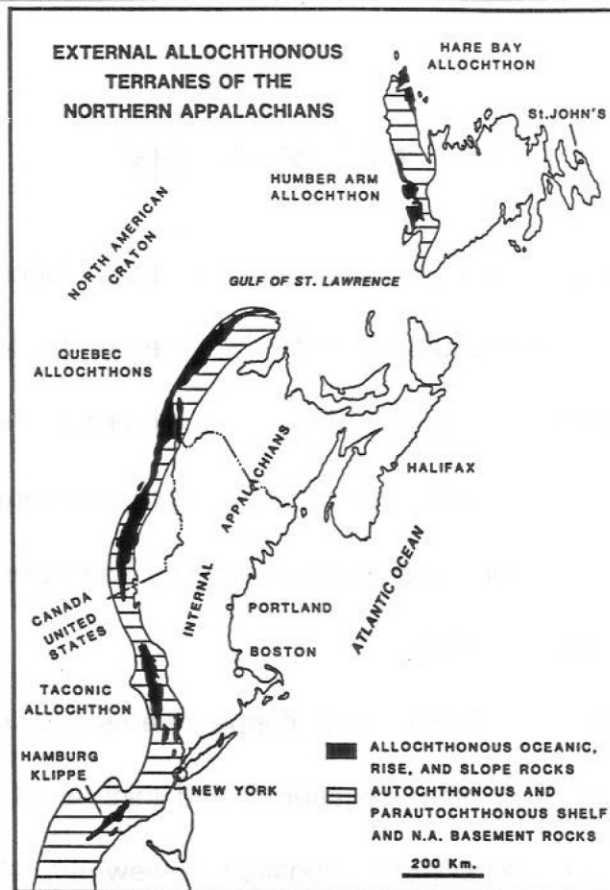 EXTERNAL ALLOCHTHONOUS
TERRANES OF THE
NORTHERN APPALACHIANS
HARE BAY
ALLOCHTHON
ST.JOHN'S
HUMBER ARM
ALLOCHTHON
NORTH AMERICAN
CRATON
GULF OF ST. LAWRENCE
QUEBEC
ALLOCHTHONS
APPALACHIANS
INTERNAL
HALIFAX
ATLANTIC OCEAN
CANADA
UNITED
STATES
PORTLAND
BOSTON
TACONIC
ALLOCHTHON
HAMBURG
KLIPPE
NEW YORK
ALLOCHTHONOUS OCEANIC,
RISE, AND SLOPE ROCKS
AUTOCHTHONOUS AND
PARAUTOCHTHONOUS SHELF
AND N.A. BASEMENT ROCKS
200 Km.